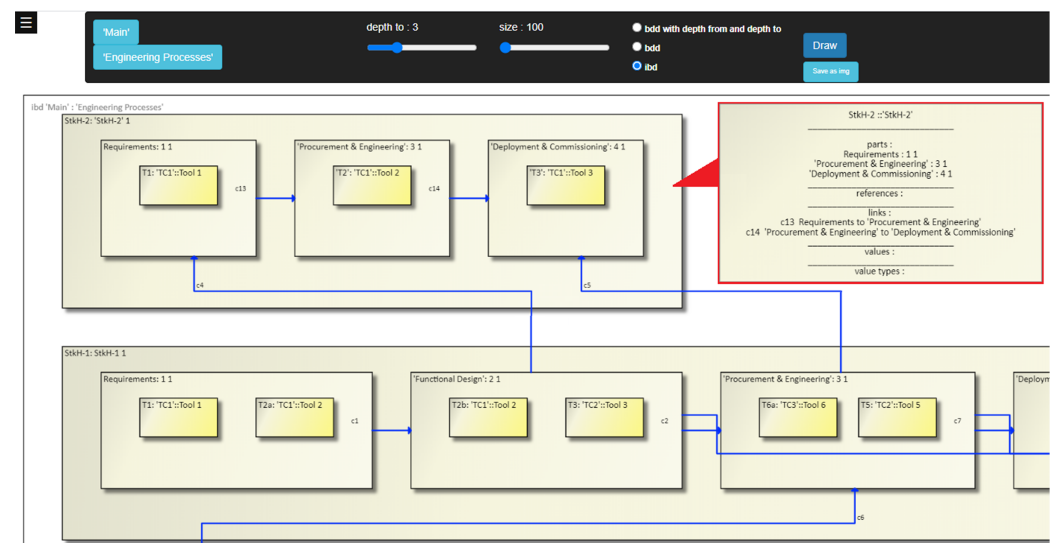 ☰
'Main'
'Engineering Processes'
depth to : 3
size : 100
bdd with depth from and depth to
bdd
ibd
Draw
Save as img
ibd 'Main' : 'Engineering Processes'
StkH-2: 'StkH-2' 1
Requirements: 1 1
T1: 'TC1'::Tool 1
c13
'Procurement & Engineering': 3 1
'T2': 'TC1'::Tool 2
c14
'Deployment & Commissioning': 4 1
'T3': 'TC1'::Tool 3
c4
c5
StkH-2 ::'StkH-2'
parts :
Requirements : 1 1
'Procurement & Engineering' : 3 1
'Deployment & Commissioning' : 4 1
references :
links :
c13 Requirements to 'Procurement & Engineering'
c14 'Procurement & Engineering' to 'Deployment & Commissioning'
values :
value types :
StkH-1: StkH-1 1
Requirements: 1 1
T1: 'TC1'::Tool 1
T2a: 'TC1'::Tool 2
c1
'Functional Design': 2 1
T2b: 'TC1'::Tool 2
T3: 'TC2'::Tool 3
c2
'Procurement & Engineering': 3 1
T6a: 'TC3'::Tool 6
T5: 'TC2'::Tool 5
c7
'Deploym
c6